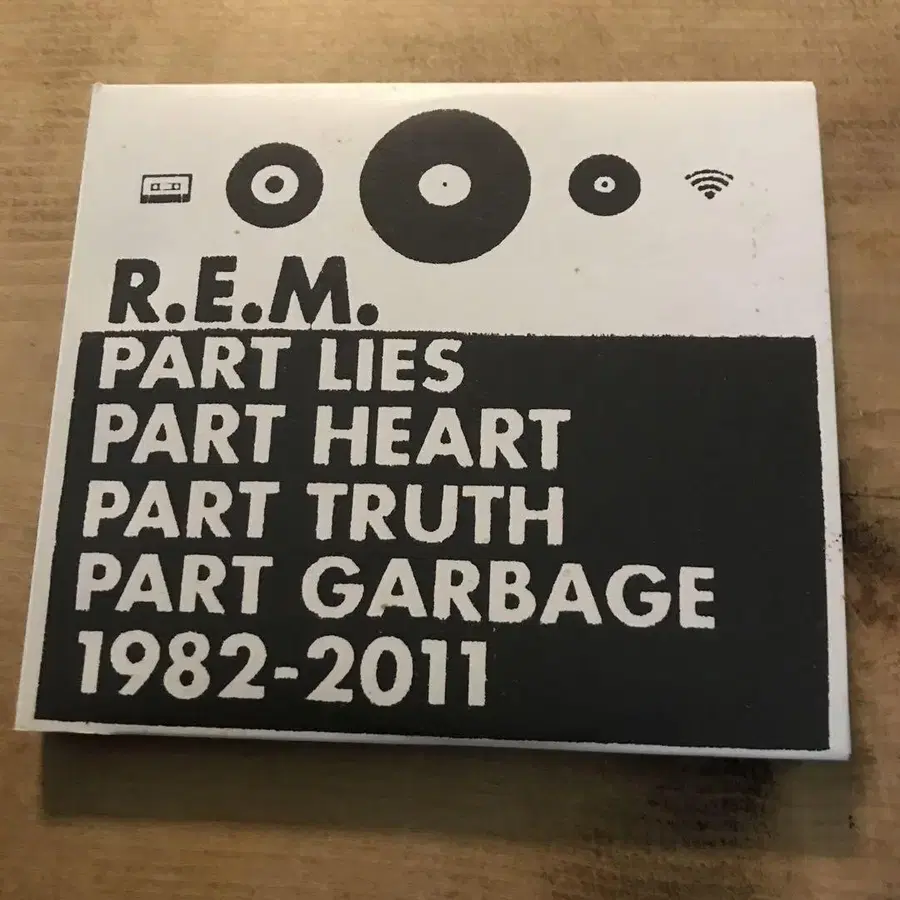 R.E.M.
PART LIES
PART HEART
PART TRUTH
PART GARBAGE
1982-2011